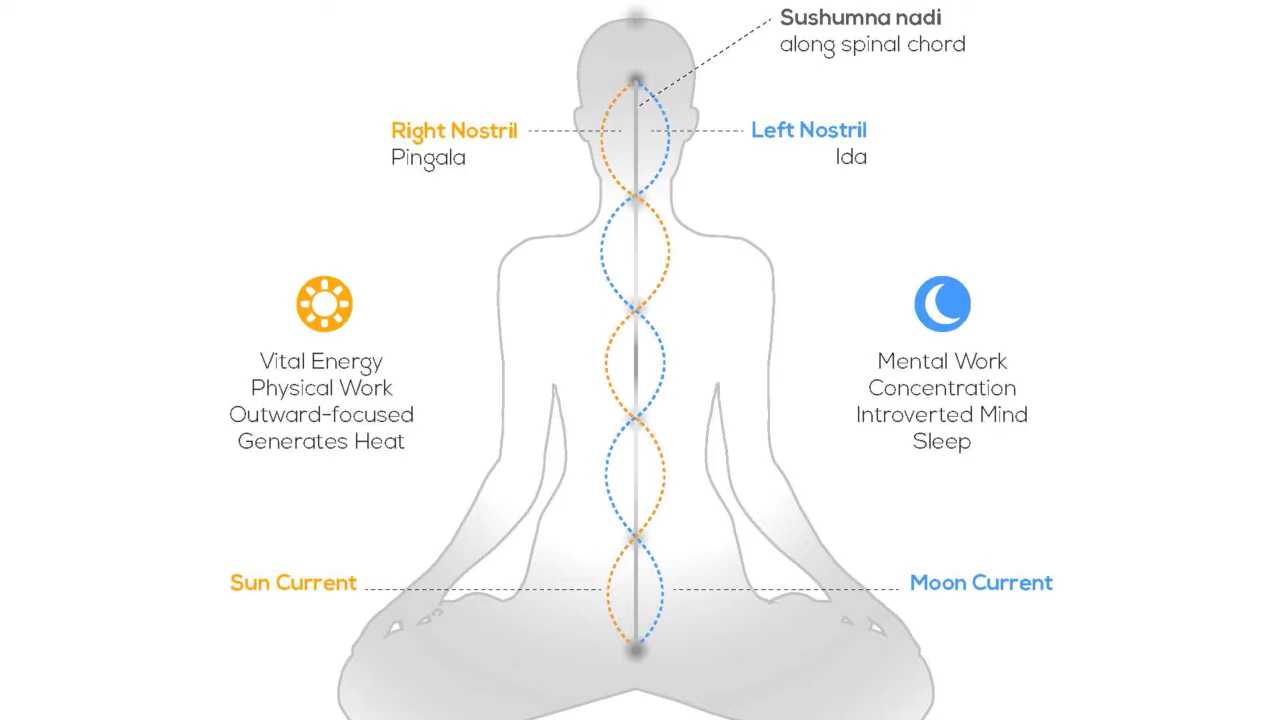 Sushumna nadi
along spinal chord
Right Nostril
Pingala
Left Nostril
Ida
Vital Energy
Physical Work
Outward-focused
Generates Heat
Mental Work
Concentration
Introverted Mind
Sleep
Sun Current
Moon Current